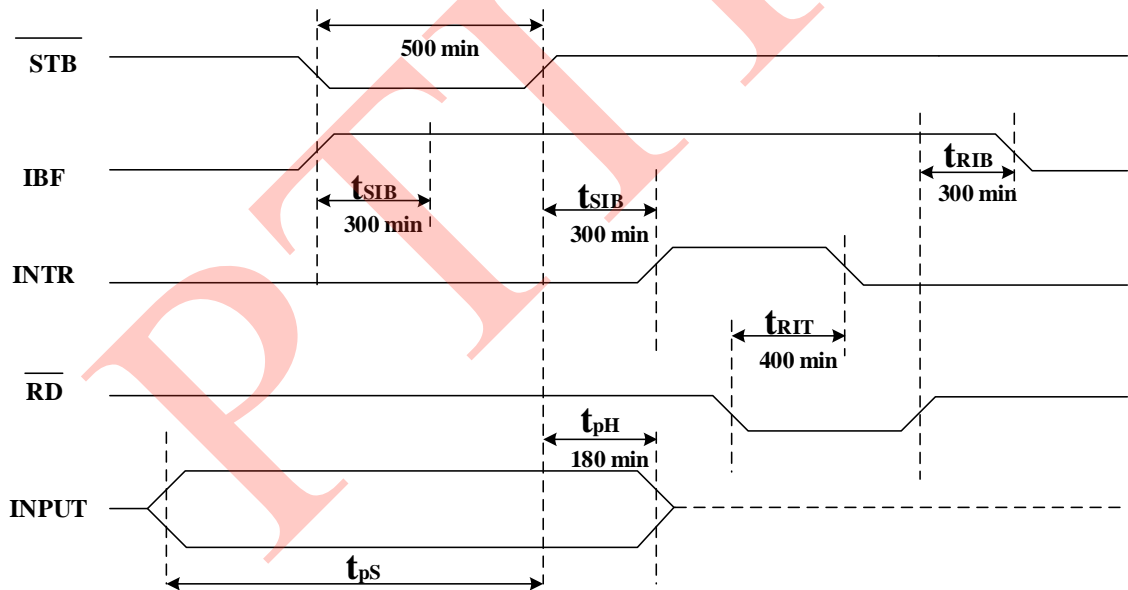 500 min
STB
IBF
tSIB
300 min
tSIB
300 min
tRIB
300 min
INTR
tRIT
400 min
RD
tpH
180 min
INPUT
tpS